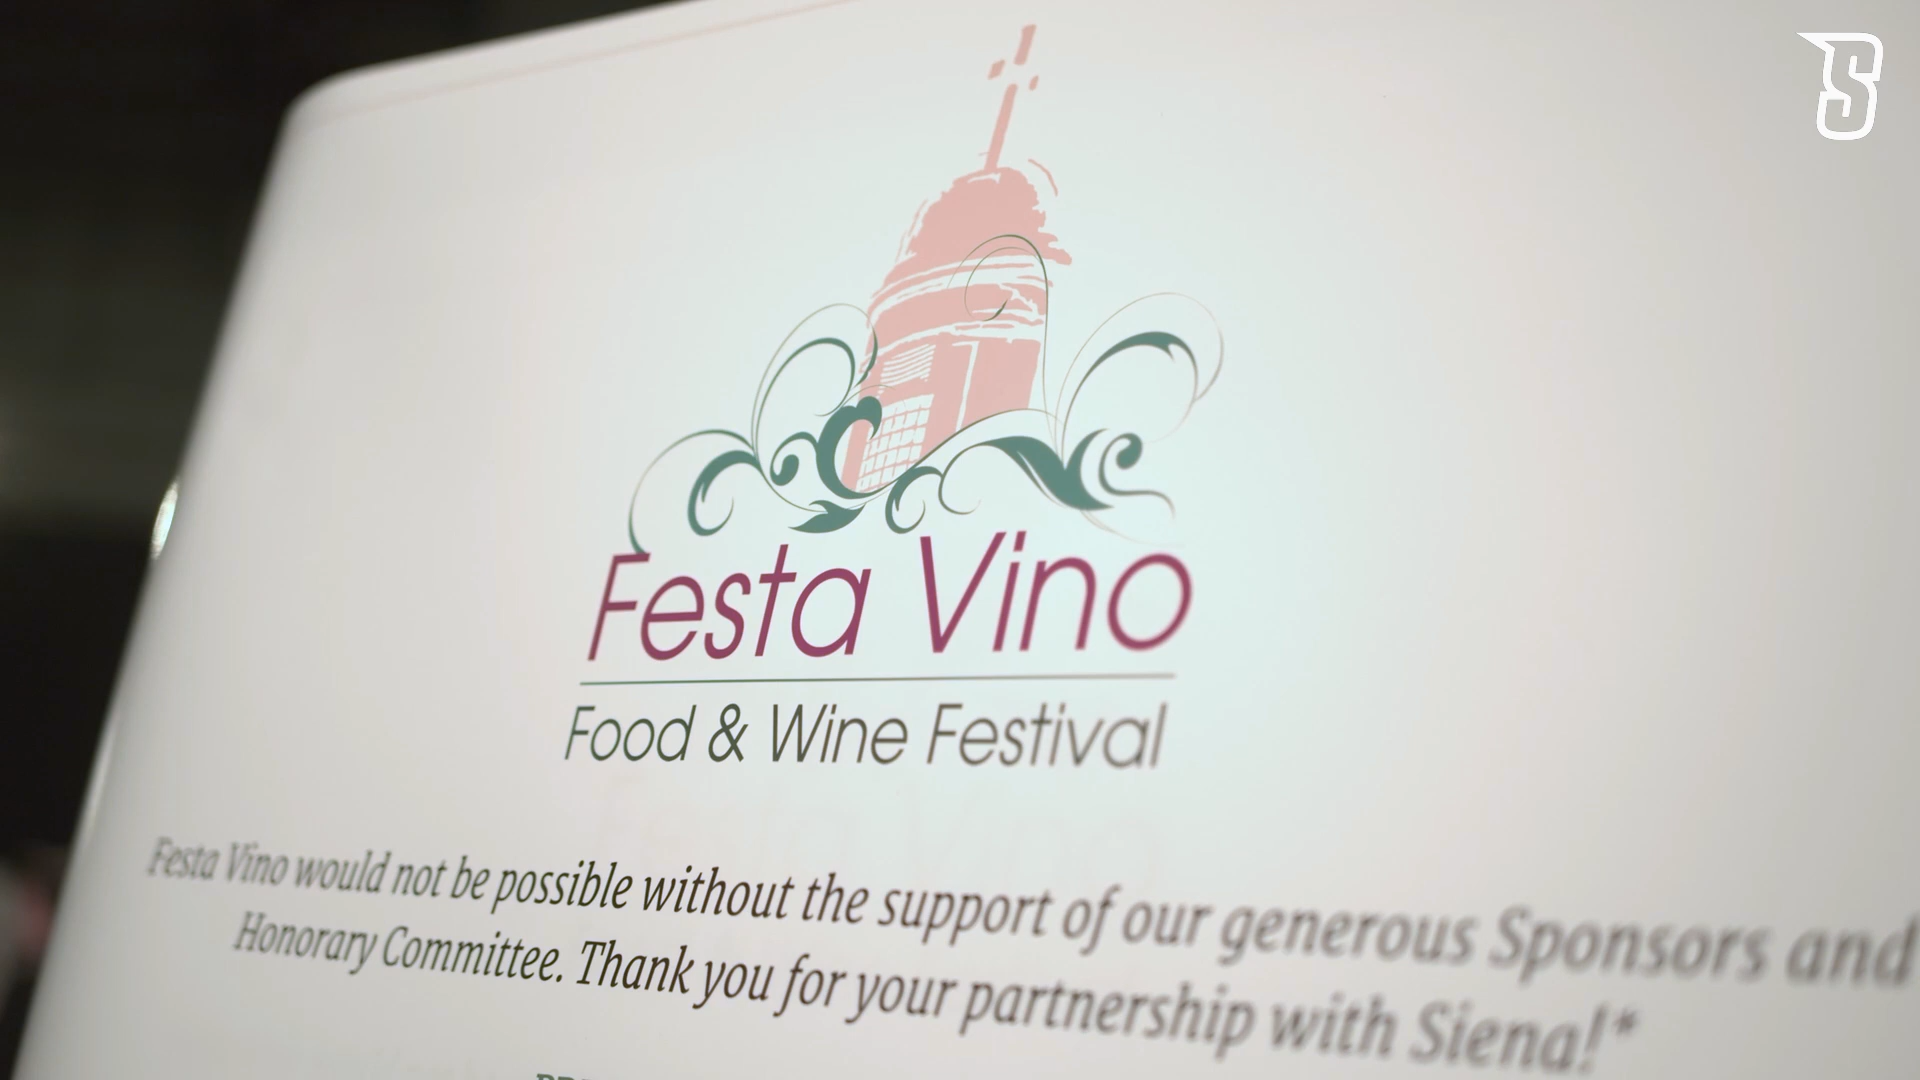 Festa Vino
Food & Wine Festival
Festa Vino would not be possible without the support of our generous Sponsors and
Honorary Committee. Thank you for your partnership with Siena!*